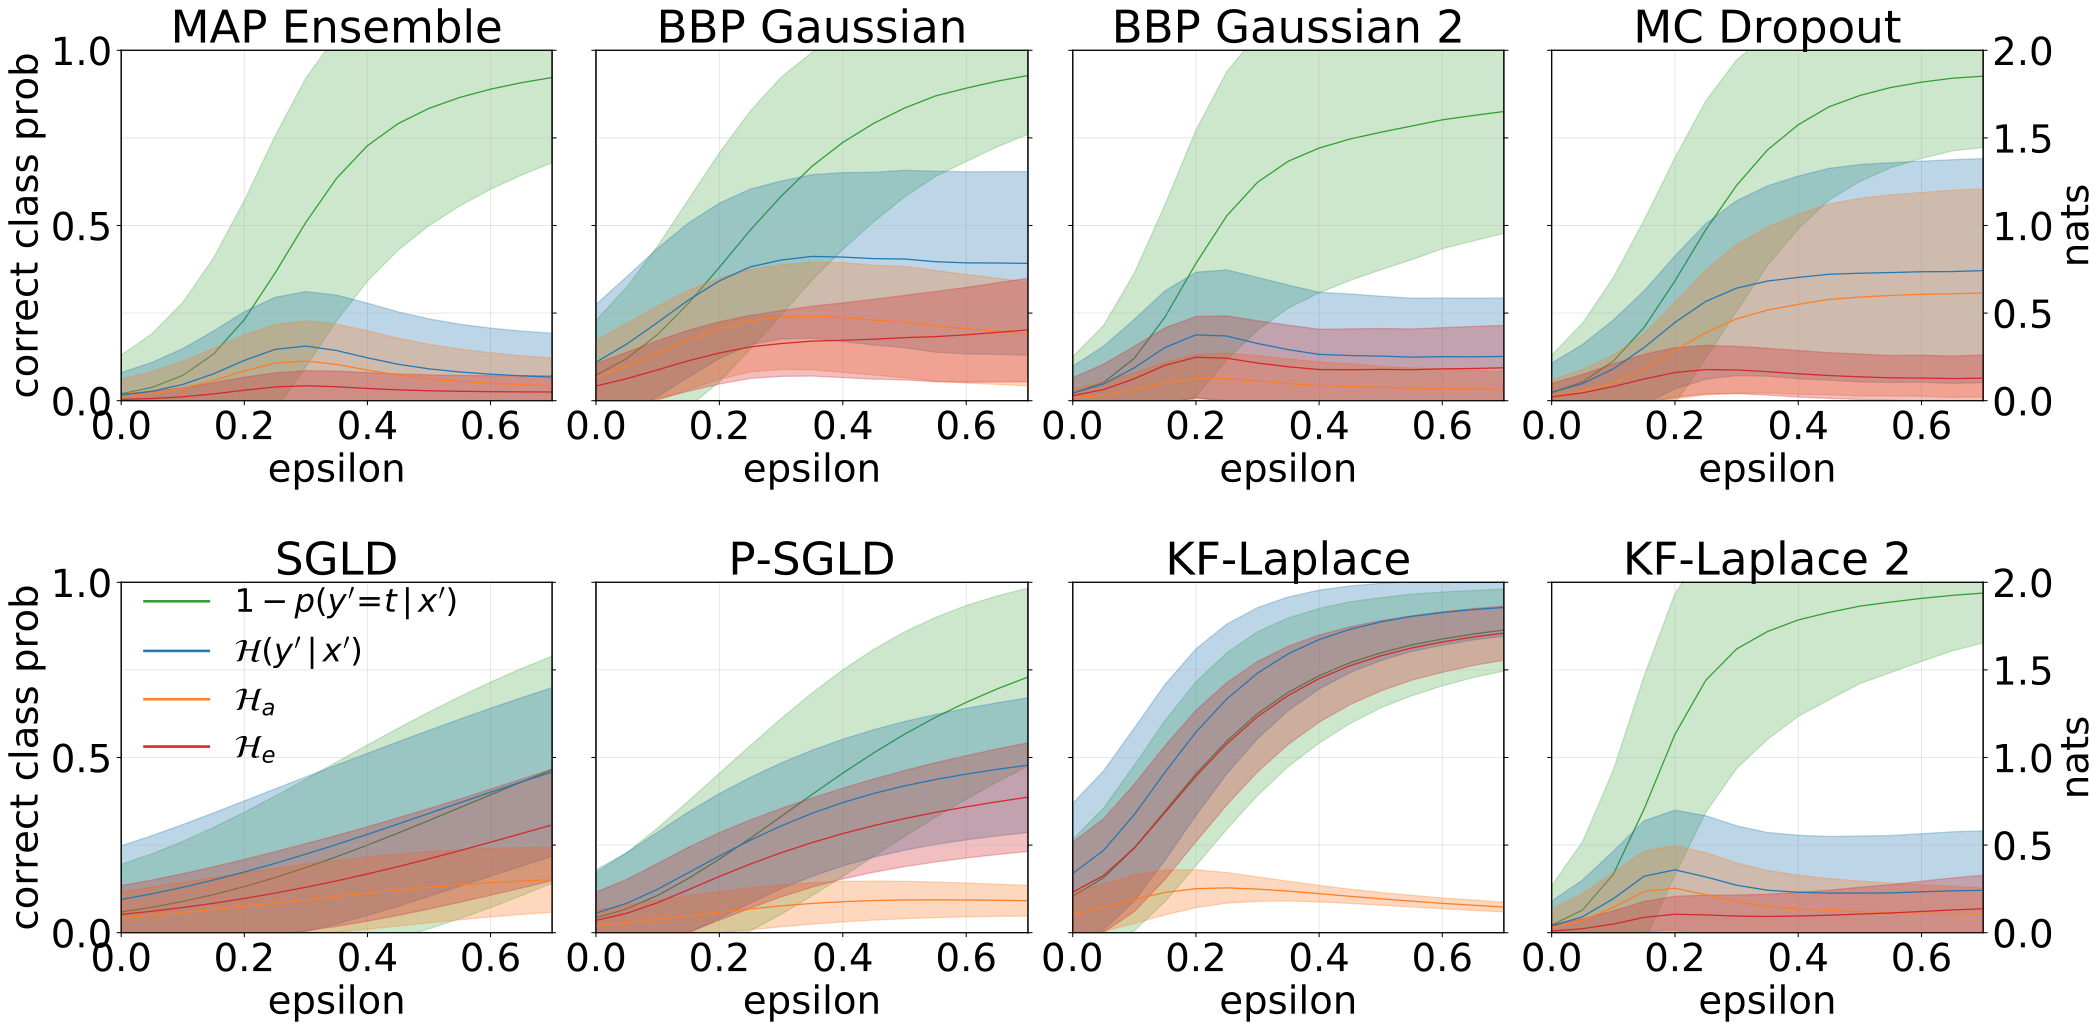 MAP Ensemble
BBP Gaussian
BBP Gaussian 2
MC Dropout
correct class prob
1.0
0.5
0.0
0.0 0.2 0.4 0.6
0.0 0.2 0.4 0.6
0.0 0.2 0.4 0.6
0.0 0.2 0.4 0.6
2.0
1.5
1.0
0.5
0.0
nats
epsilon
epsilon
epsilon
epsilon
SGLD
P-SGLD
KF-Laplace
KF-Laplace 2
correct class prob
1.0
0.5
0.0
1 − p(y′=t | x′)
ℋ(y′ | x′)
ℋₐ
ℋₑ
0.0 0.2 0.4 0.6
0.0 0.2 0.4 0.6
0.0 0.2 0.4 0.6
0.0 0.2 0.4 0.6
2.0
1.5
1.0
0.5
0.0
nats
epsilon
epsilon
epsilon
epsilon